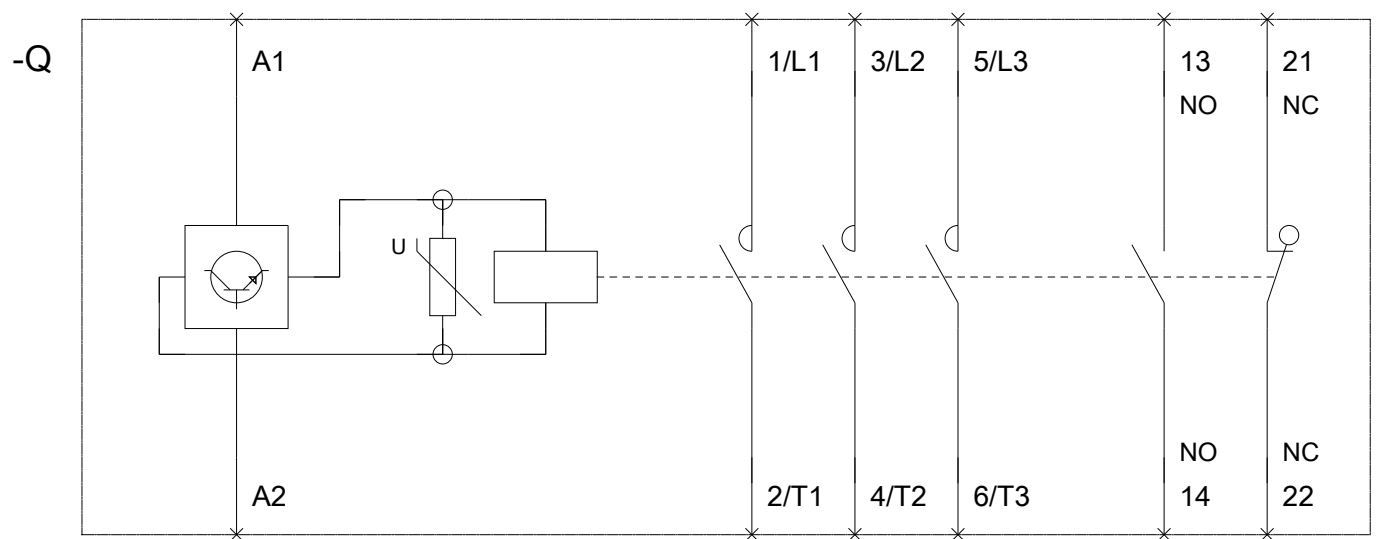 -Q
A1 1/L1 3/L2 5/L3 13 21
NO NC
U
NO NC
A2 2/T1 4/T2 6/T3 14 22